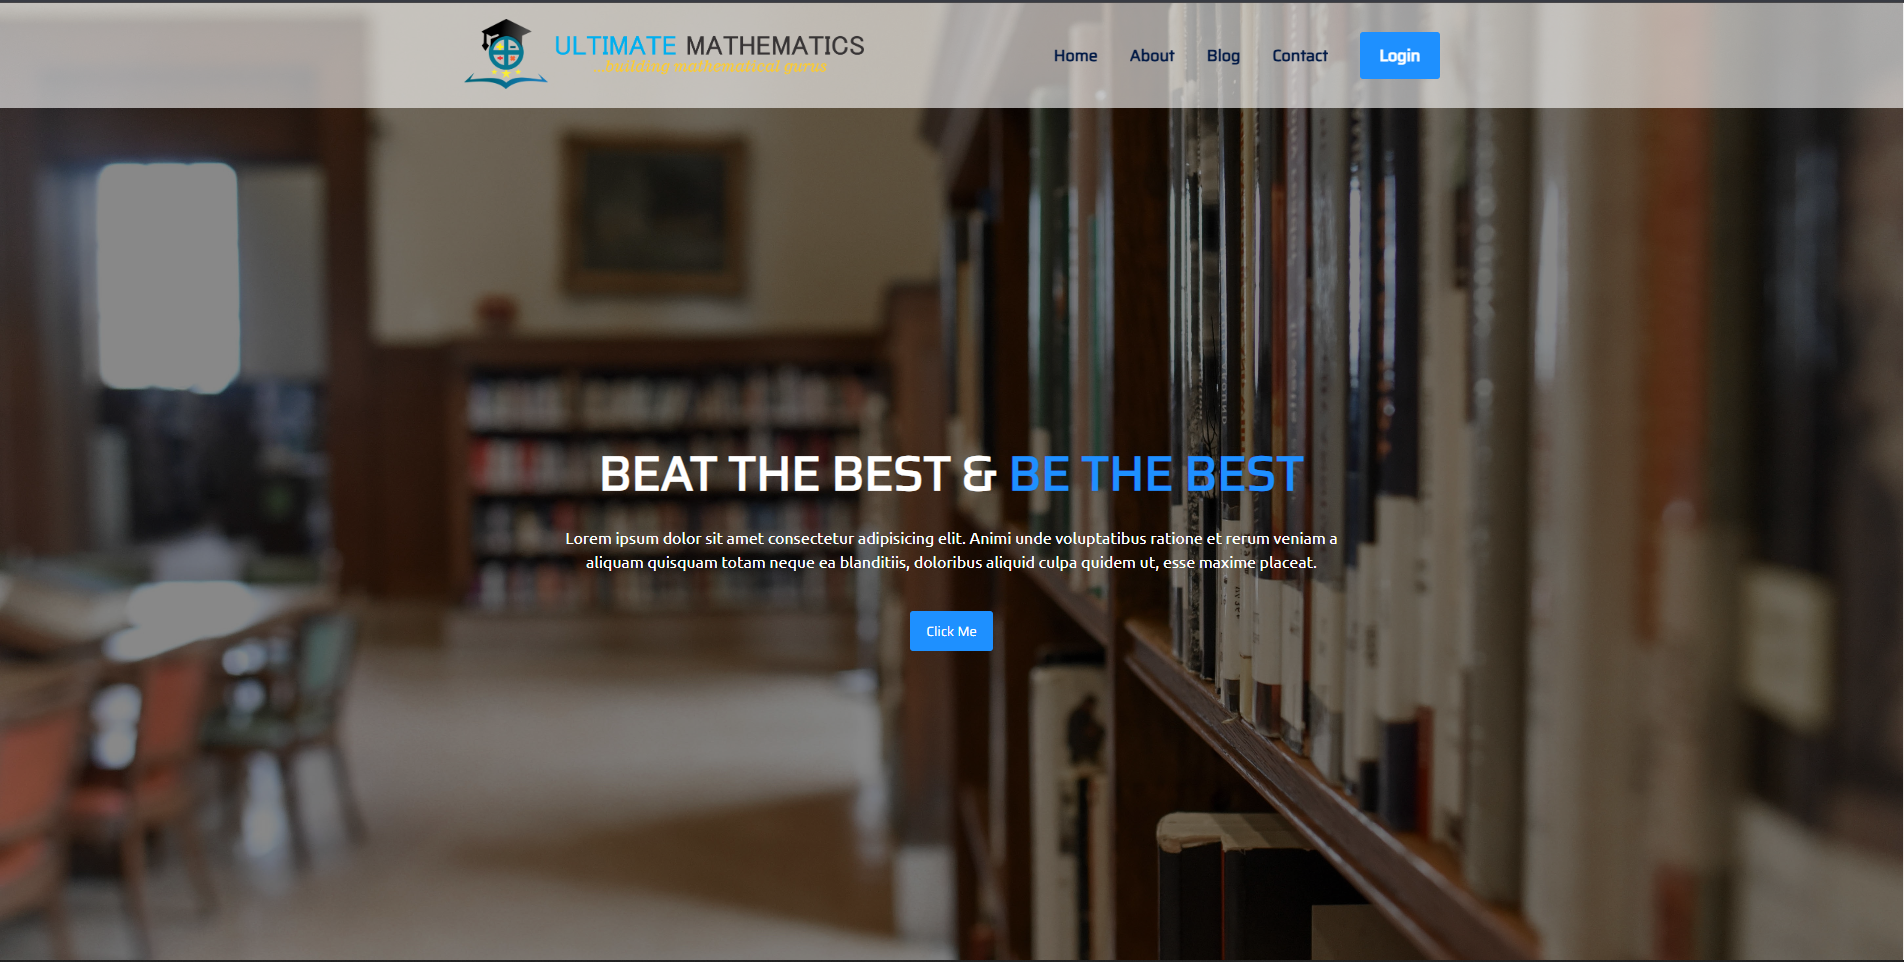 ULTIMATE MATHEMATICS
...building mathematical gurus
Home About Blog Contact Login
BEAT THE BEST & BE THE BEST
Lorem ipsum dolor sit amet consectetur adipisicing elit. Animi unde voluptatibus ratione et rerum veniam a
aliquam quisquam totam neque ea blanditiis, doloribus aliquid culpa quidem ut, esse maxime placeat.
Click Me